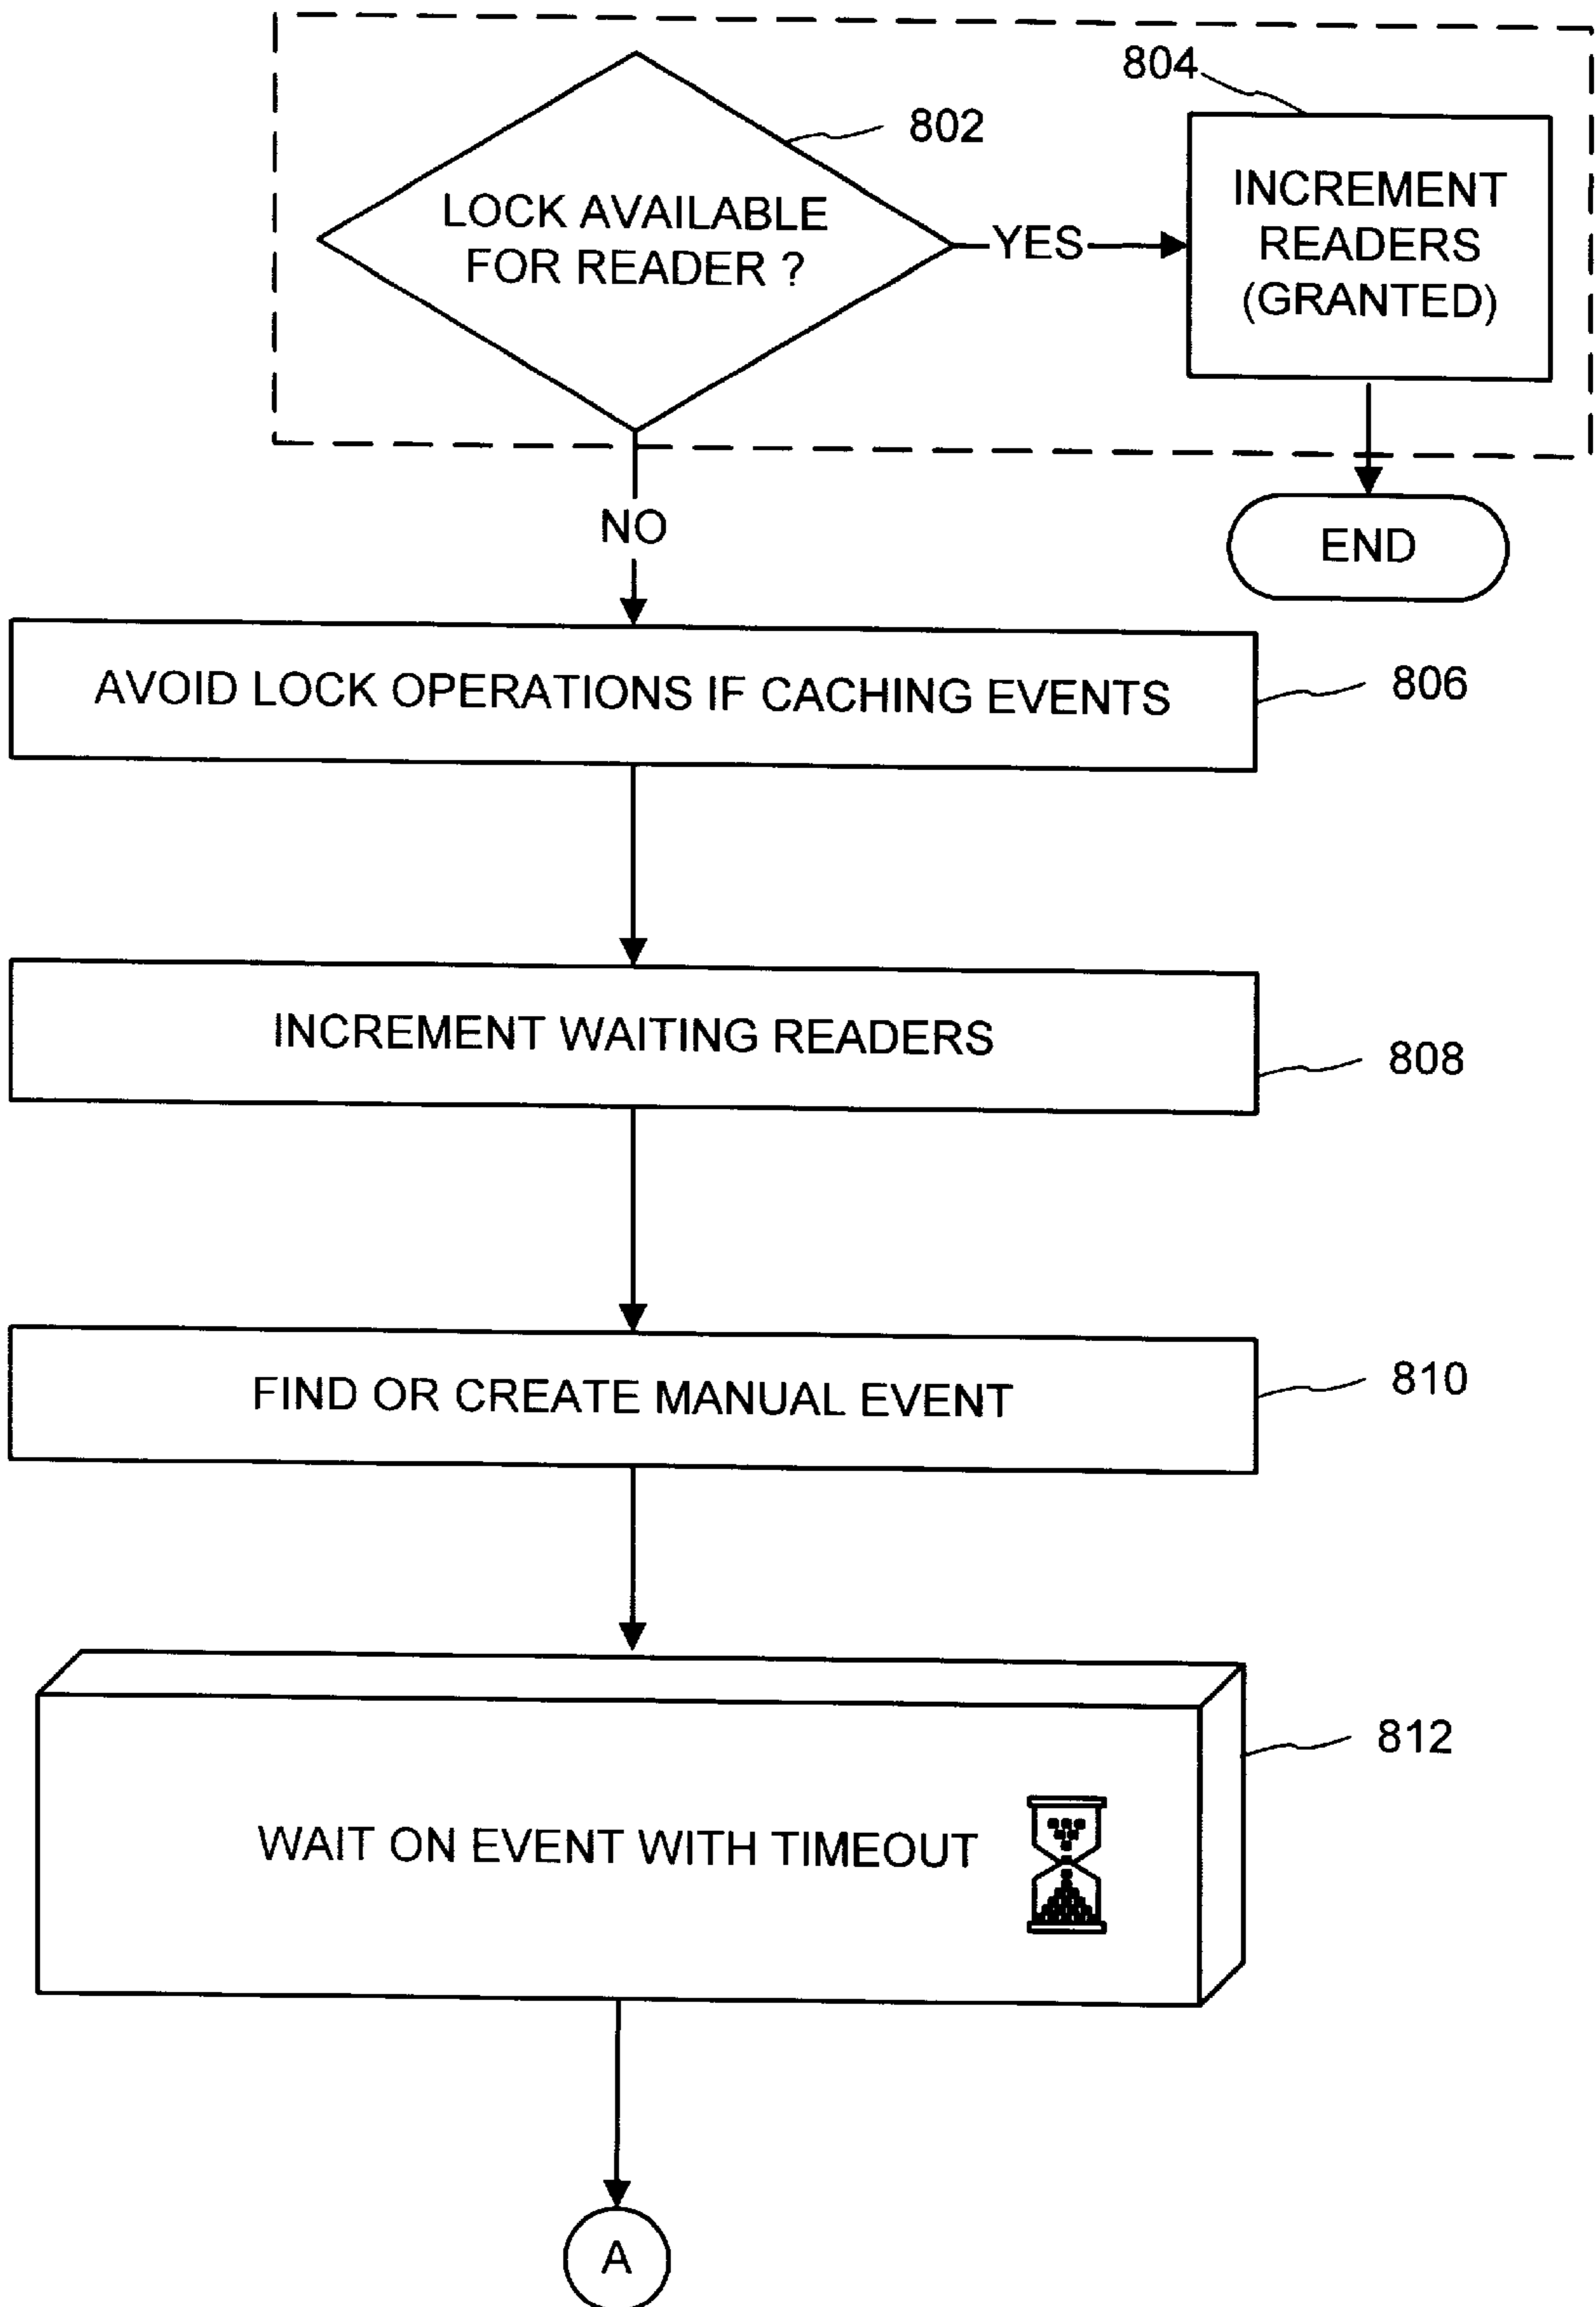 804
802
LOCK AVAILABLE
FOR READER ?
YES
INCREMENT
READERS
(GRANTED)
NO
END
AVOID LOCK OPERATIONS IF CACHING EVENTS
806
INCREMENT WAITING READERS
808
FIND OR CREATE MANUAL EVENT
810
812
WAIT ON EVENT WITH TIMEOUT
A